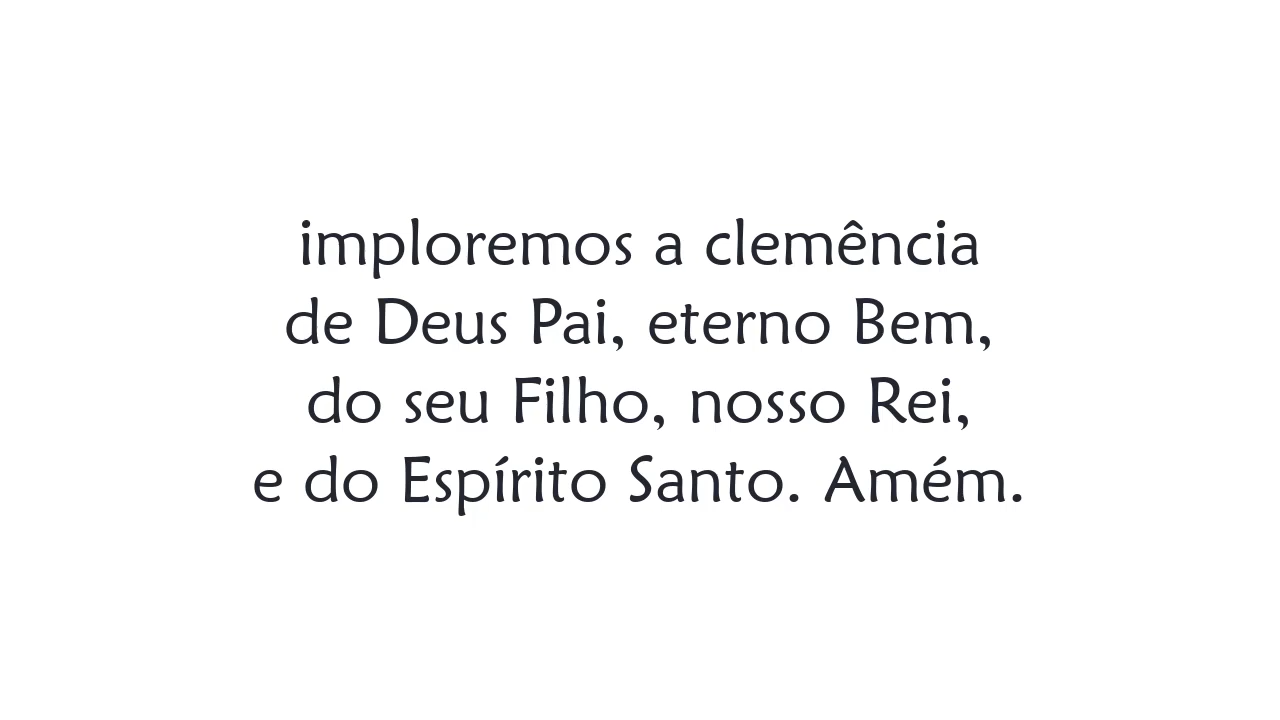 imploremos a clemência
de Deus Pai, eterno Bem,
do seu Filho, nosso Rei,
e do Espírito Santo. Amém.